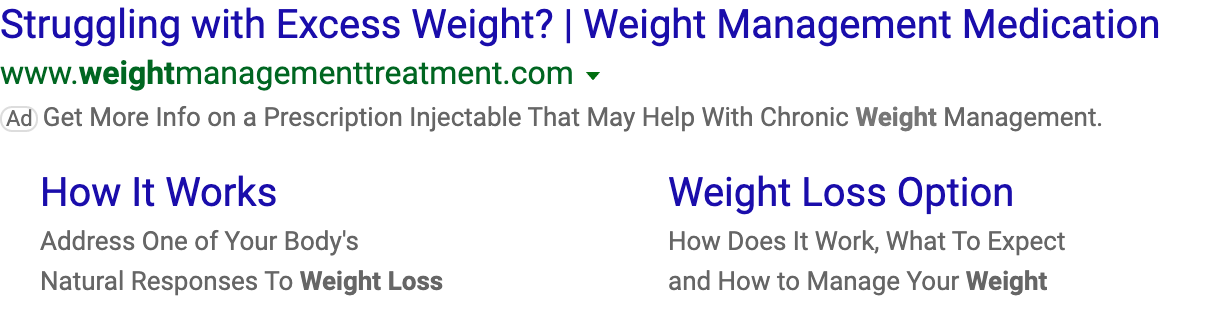 Struggling with Excess Weight? | Weight Management Medication
www.weightmanagementtreatment.com
Ad Get More Info on a Prescription Injectable That May Help With Chronic Weight Management.
How It Works
Address One of Your Body's
Natural Responses To Weight Loss
Weight Loss Option
How Does It Work, What To Expect
and How to Manage Your Weight